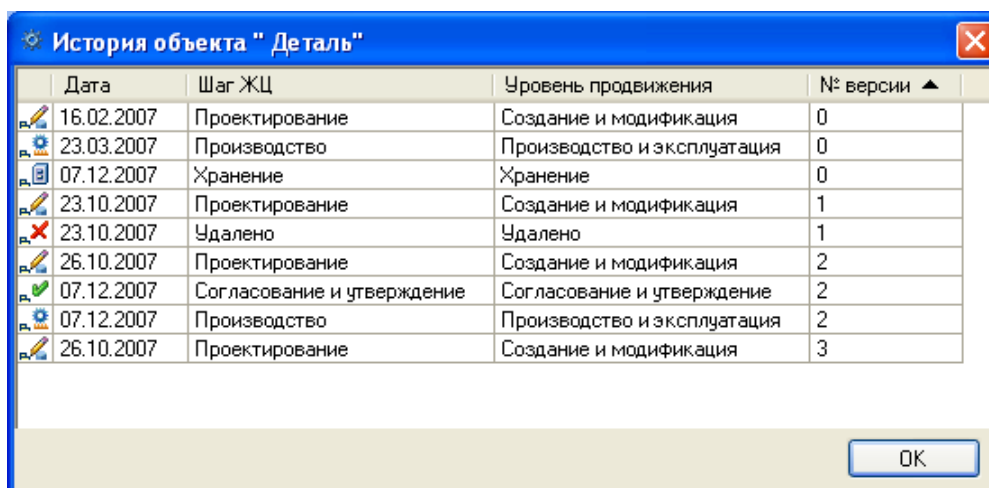 История объекта " Деталь"
Дата Шаг ЖЦ Уровень продвижения № версии
16.02.2007 Проектирование Создание и модификация 0
23.03.2007 Производство Производство и эксплуатация 0
07.12.2007 Хранение Хранение 0
23.10.2007 Проектирование Создание и модификация 1
23.10.2007 Удалено Удалено 1
26.10.2007 Проектирование Создание и модификация 2
07.12.2007 Согласование и утверждение Согласование и утверждение 2
07.12.2007 Производство Производство и эксплуатация 2
26.10.2007 Проектирование Создание и модификация 3
OK